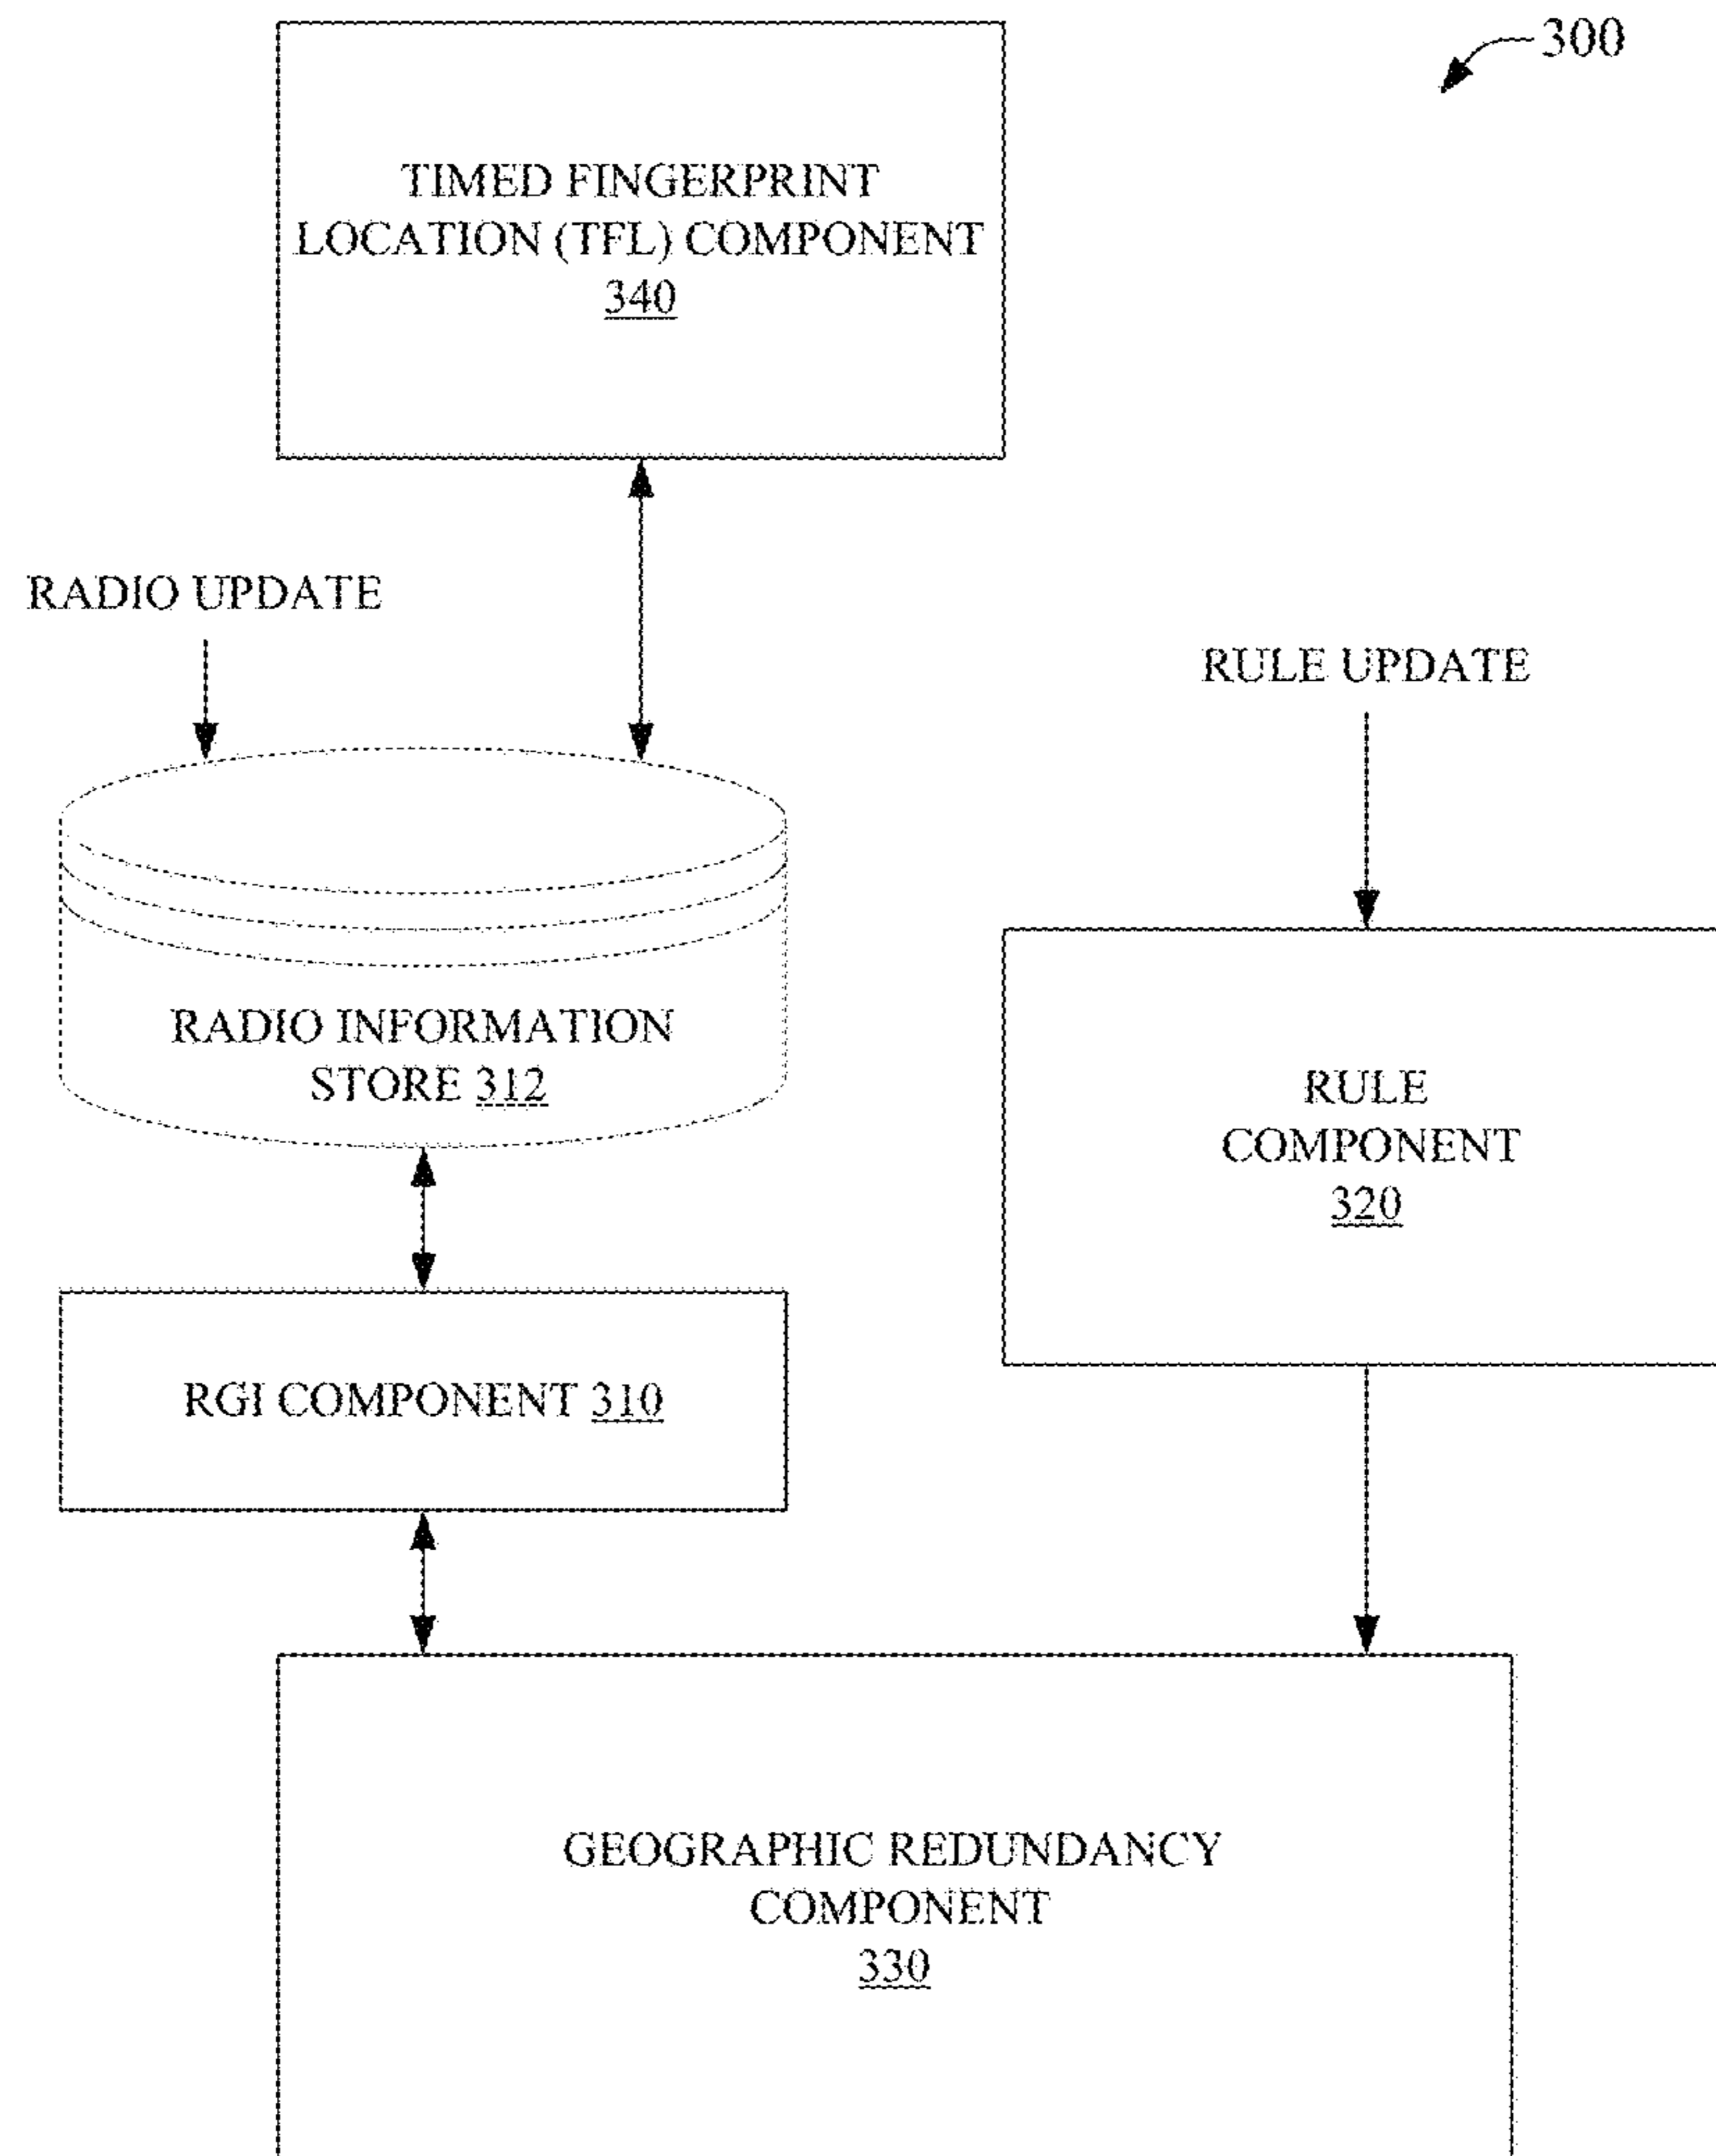 300
TIMED FINGERPRINT
LOCATION (TFL) COMPONENT
340
RADIO UPDATE
RULE UPDATE
RADIO INFORMATION
STORE 312
RULE
COMPONENT
320
RGI COMPONENT 310
GEOGRAPHIC REDUNDANCY
COMPONENT
330